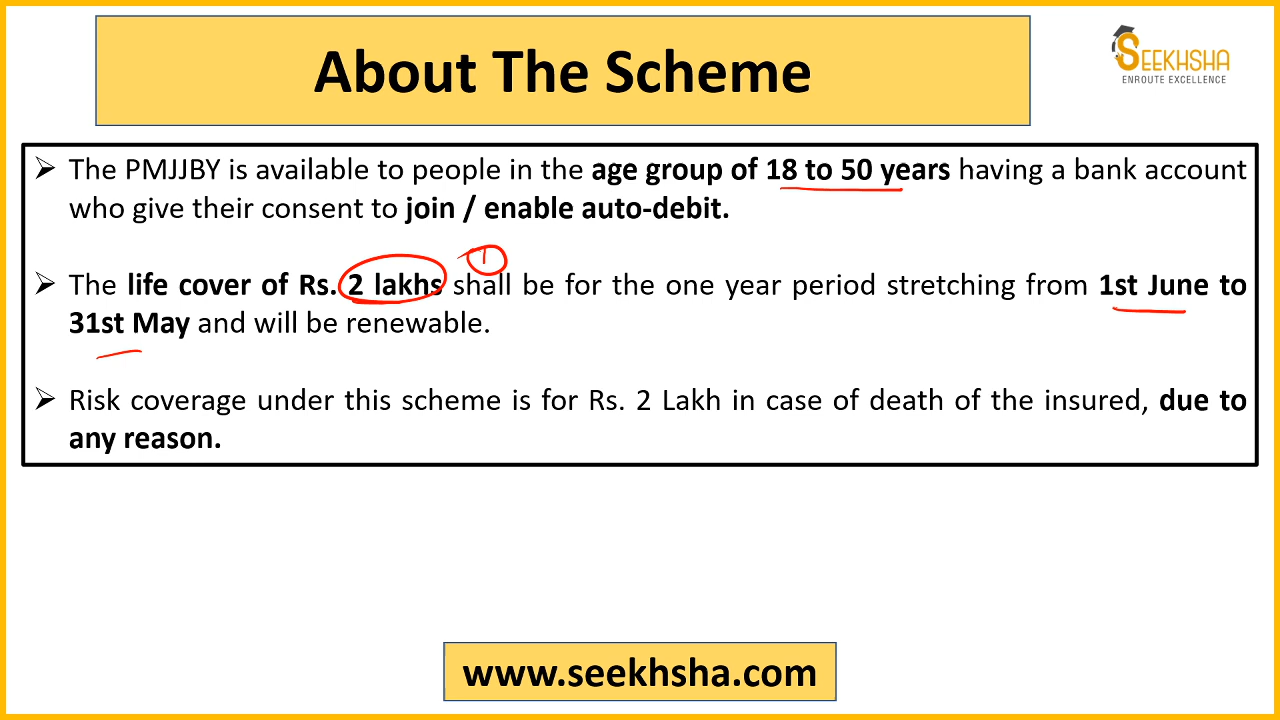 About The Scheme
SEEKHSHA
ENROUTE EXCELLENCE
➢ The PMJJBY is available to people in the age group of 18 to 50 years having a bank account
who give their consent to join / enable auto-debit.
➢ The life cover of Rs. 2 lakhs shall be for the one year period stretching from 1st June to
31st May and will be renewable.
➢ Risk coverage under this scheme is for Rs. 2 Lakh in case of death of the insured, due to
any reason.
www.seekhsha.com